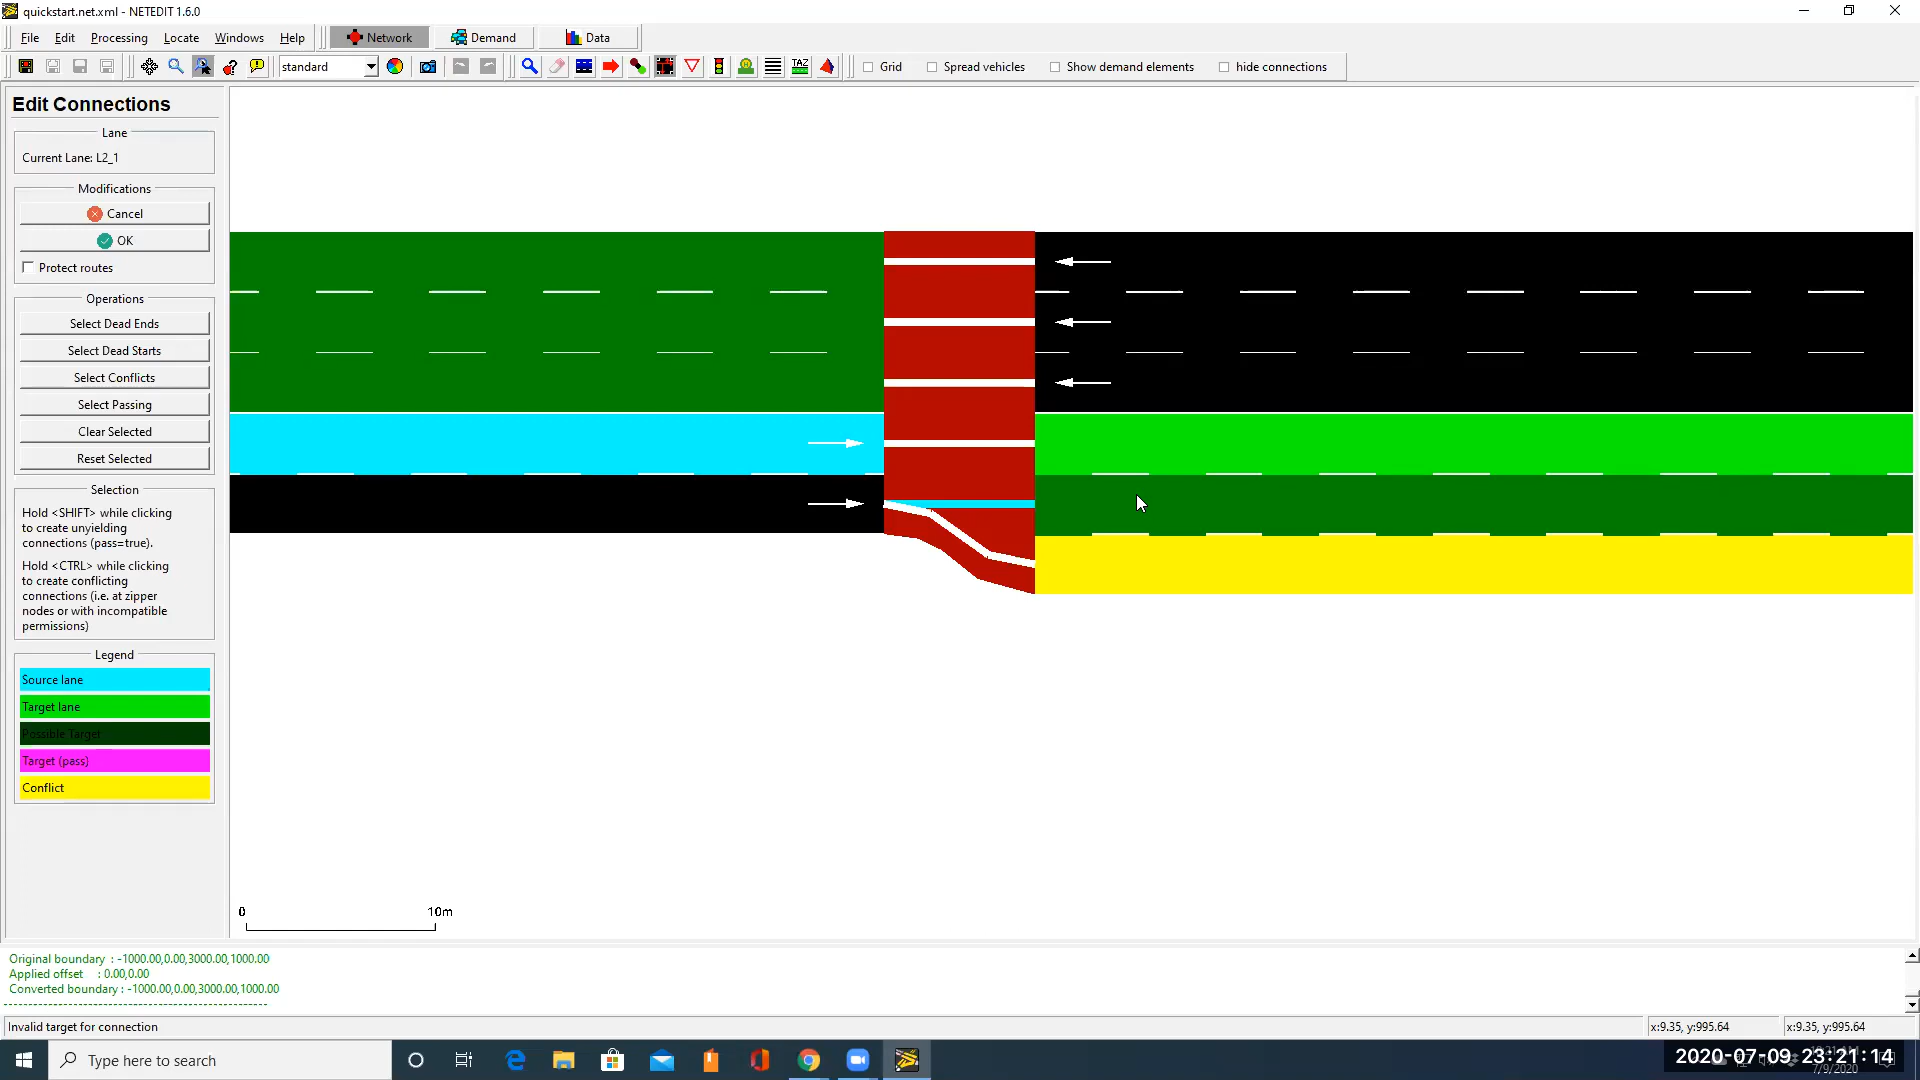 quickstart.net.xml - NETEDIT 1.6.0
File Edit Processing Locate Windows Help Network Demand Data
standard TAZ Grid Spread vehicles Show demand elements hide connections
Edit Connections
Lane
Current Lane: L2_1
Modifications
Cancel
OK
Protect routes
Operations
Select Dead Ends
Select Dead Starts
Select Conflicts
Select Passing
Clear Selected
Reset Selected
Selection
Hold <SHIFT> while clicking
to create unyielding
connections (pass=true).
Hold <CTRL> while clicking
to create conflicting
connections (i.e. at zipper
nodes or with incompatible
permissions)
Legend
Source lane
Target lane
Possible Target
Target (pass)
Conflict
0 10m
Original boundary : -1000.00,0.00,3000.00,1000.00
Applied offset : 0.00,0.00
Converted boundary : -1000.00,0.00,3000.00,1000.00
Invalid target for connection x:9.35, y:995.64 x:9.35, y:995.64
Type here to search
2020-07-09 23:21:14
7/9/2020